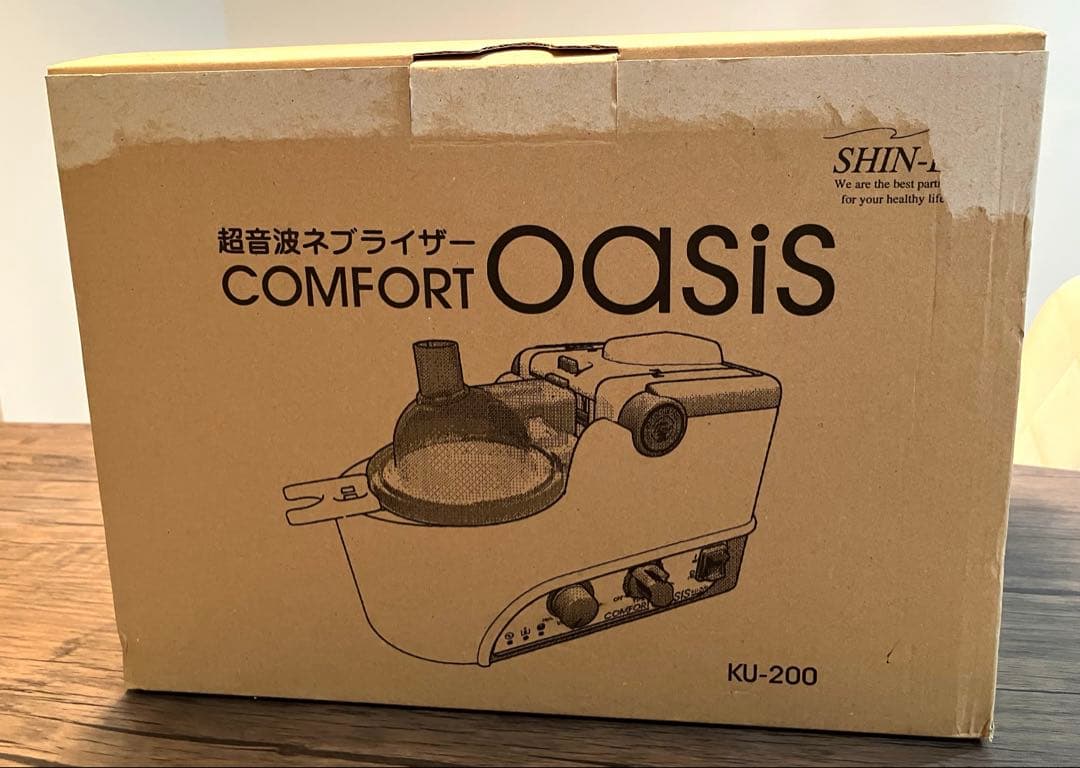 SHIN-
We are the best
for your healthy life
超音波ネブライザー
COMFORT oasis
COMFORT
KU-200